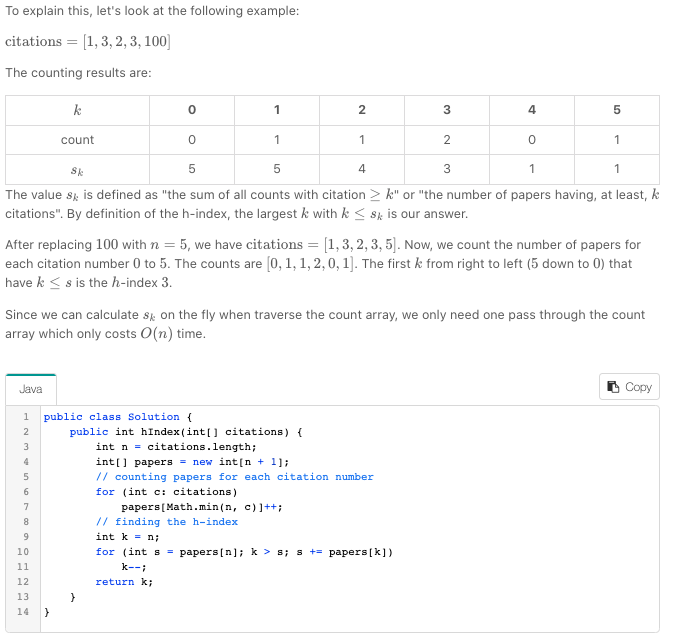 To explain this, let's look at the following example:
citations = [1, 3, 2, 3, 100]
The counting results are:
k 0 1 2 3 4 5
count 0 1 1 2 0 1
sk 5 5 4 3 1 1
The value sk is defined as "the sum of all counts with citation ≥ k" or "the number of papers having, at least, k
citations". By definition of the h-index, the largest k with k ≤ sk is our answer.
After replacing 100 with n = 5, we have citations = [1, 3, 2, 3, 5]. Now, we count the number of papers for
each citation number 0 to 5. The counts are [0, 1, 1, 2, 0, 1]. The first k from right to left (5 down to 0) that
have k ≤ s is the h-index 3.
Since we can calculate sk on the fly when traverse the count array, we only need one pass through the count
array which only costs O(n) time.
Java
Copy
1 public class Solution {
2     public int hIndex(int[] citations) {
3         int n = citations.length;
4         int[] papers = new int[n + 1];
5         // counting papers for each citation number
6         for (int c: citations)
7             papers[Math.min(n, c)]++;
8         // finding the h-index
9         int k = n;
10         for (int s = papers[n]; k > s; s += papers[k])
11             k--;
12         return k;
13     }
14 }